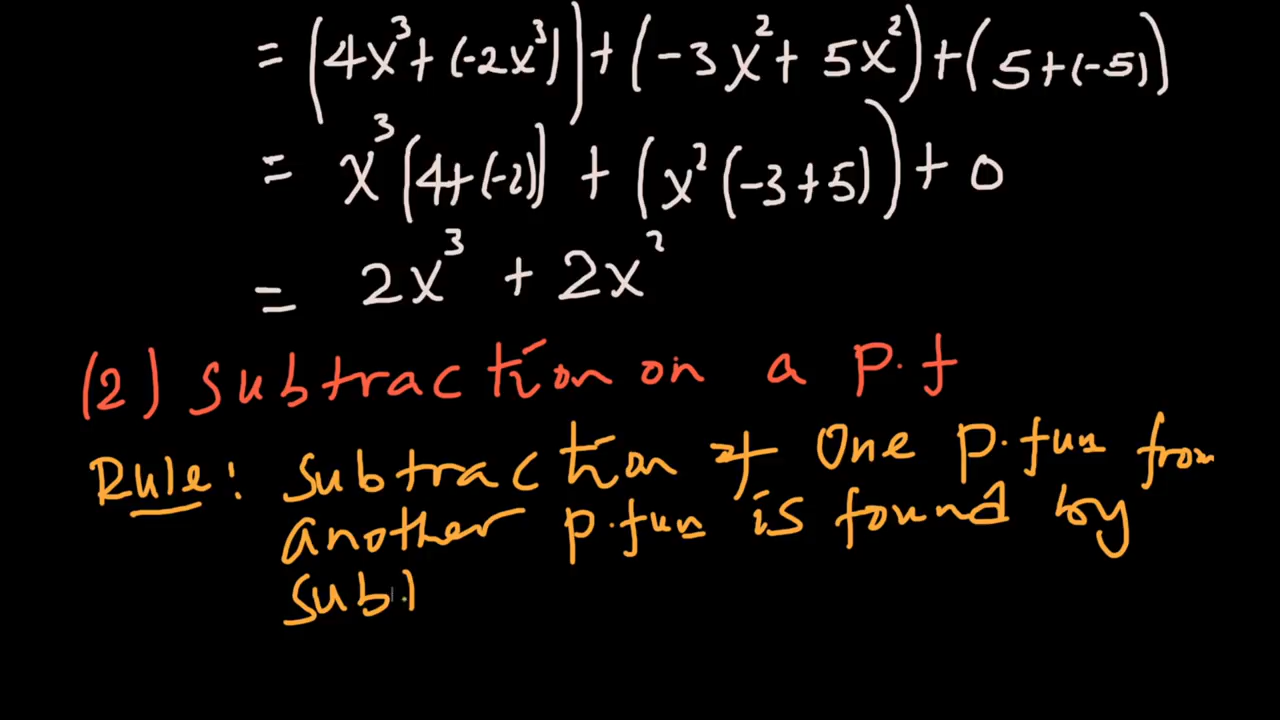 = (4x³+(-2x³))+(-3x²+5x²)+(5+(-5))
= x³(4+(-2)) + (x²(-3+5))+0
= 2x³ + 2x²
(2) Subtraction on a p.f
Rule: Subtraction of One p.fun from
another p.fun is found by
Subt